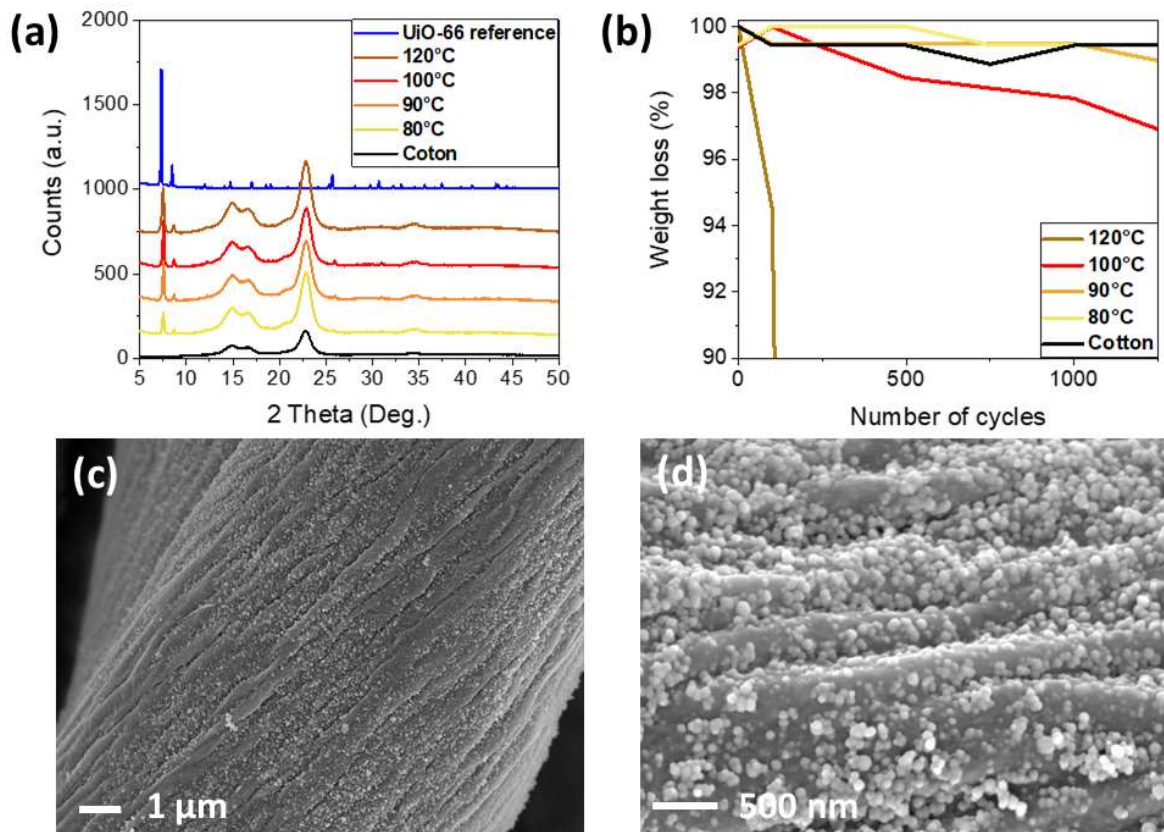 (a)
2000
1500
1000
500
0
Counts (a.u.)
UiO-66 reference
120°C
100°C
90°C
80°C
Coton
5 10 15 20 25 30 35 40 45 50
2 Theta (Deg.)
(b)
100
98
96
94
92
90
Weight loss (%)
120°C
100°C
90°C
80°C
Cotton
0 500 1000
Number of cycles
(c)
1 µm
(d)
500 nm